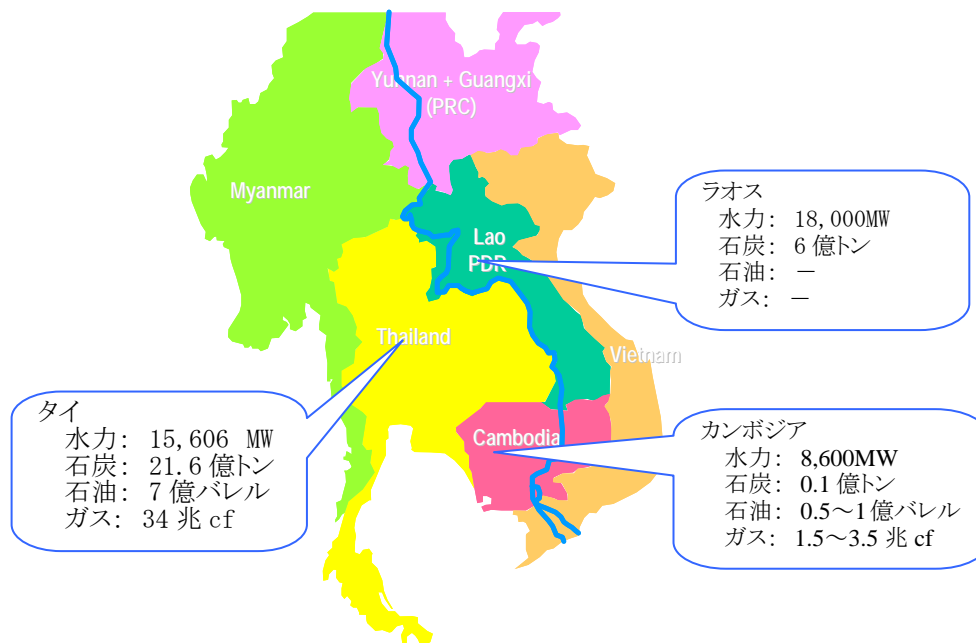 Yunnan + Guangxi
(PRC)
Myanmar
Lao
PDR
Thailand
Vietnam
Cambodia
ラオス
水力: 18,000MW
石炭: 6 億トン
石油: －
ガス: －
タイ
水力: 15,606 MW
石炭: 21.6 億トン
石油: 7 億バレル
ガス: 34 兆 cf
カンボジア
水力: 8,600MW
石炭: 0.1 億トン
石油: 0.5～1 億バレル
ガス: 1.5～3.5 兆 cf